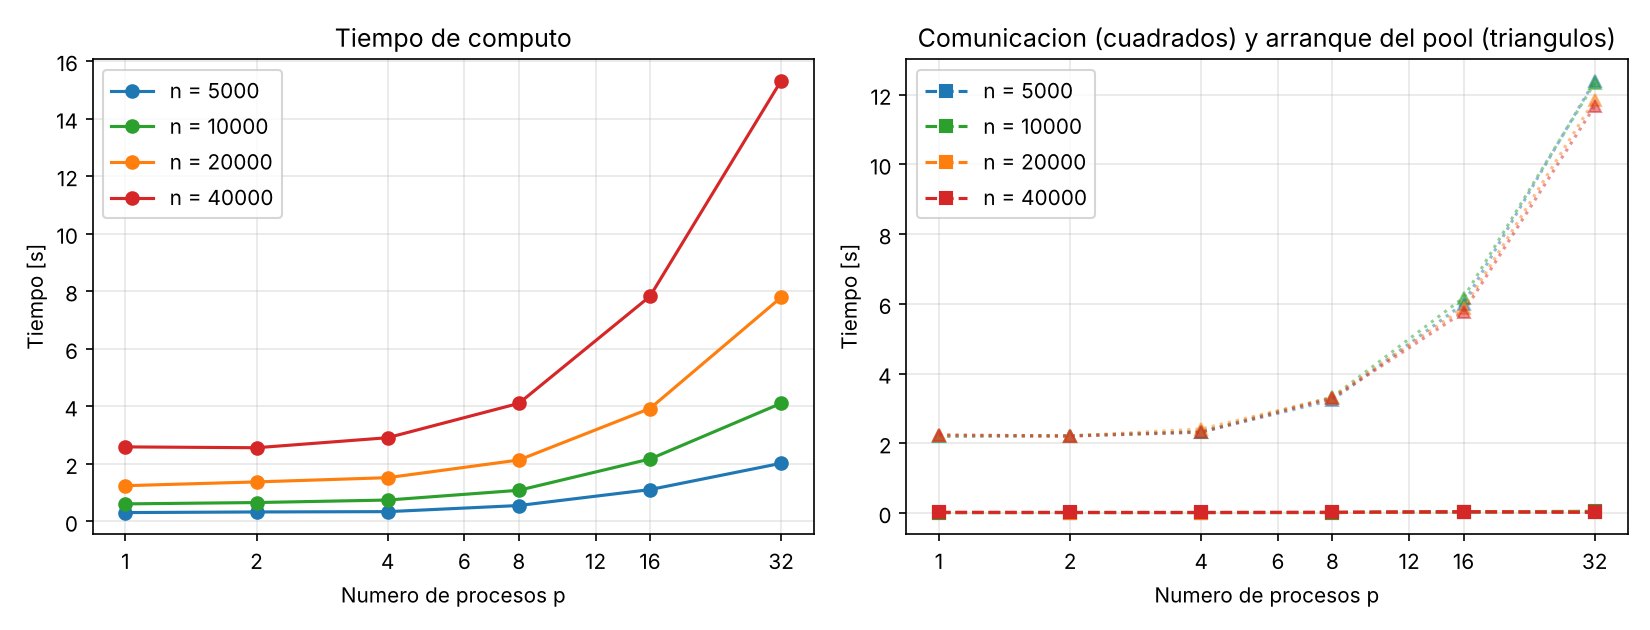 Tiempo de computo
16
14
12
10
8
6
4
2
0
Tiempo [s]
n = 5000
n = 10000
n = 20000
n = 40000
1 2 4 6 8 12 16 32
Numero de procesos p
Comunicacion (cuadrados) y arranque del pool (triangulos)
12
10
8
6
4
2
0
Tiempo [s]
n = 5000
n = 10000
n = 20000
n = 40000
1 2 4 6 8 12 16 32
Numero de procesos p